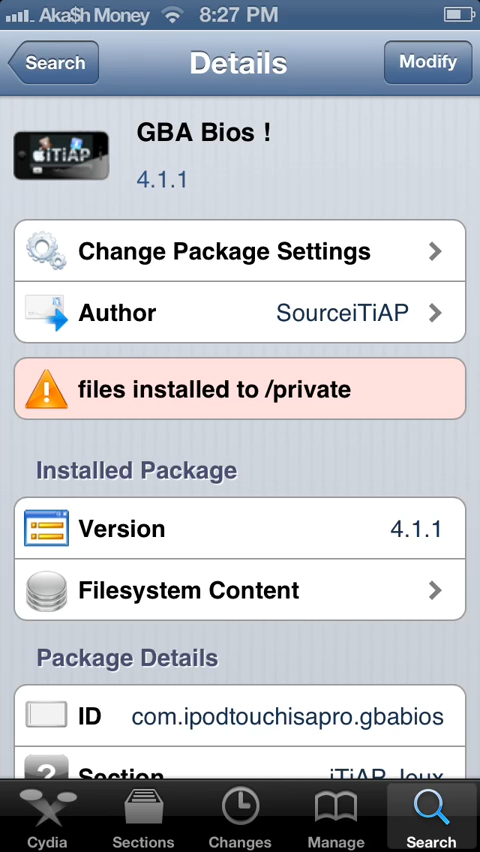 Aka$h Money 8:27 PM
Search Details Modify
iTiAP
GBA Bios !
4.1.1
Change Package Settings
Author SourceiTiAP
files installed to /private
Installed Package
Version 4.1.1
Filesystem Content
Package Details
ID com.ipodtouchisapro.gbabios
Section iTiAP Jeux
Cydia Sections Changes Manage Search